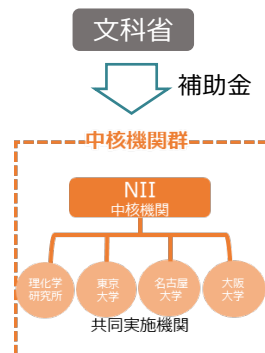 文科省
補助金
中核機関群
NII
中核機関
理化学
研究所
東京
大学
名古屋
大学
大阪
大学
共同実施機関